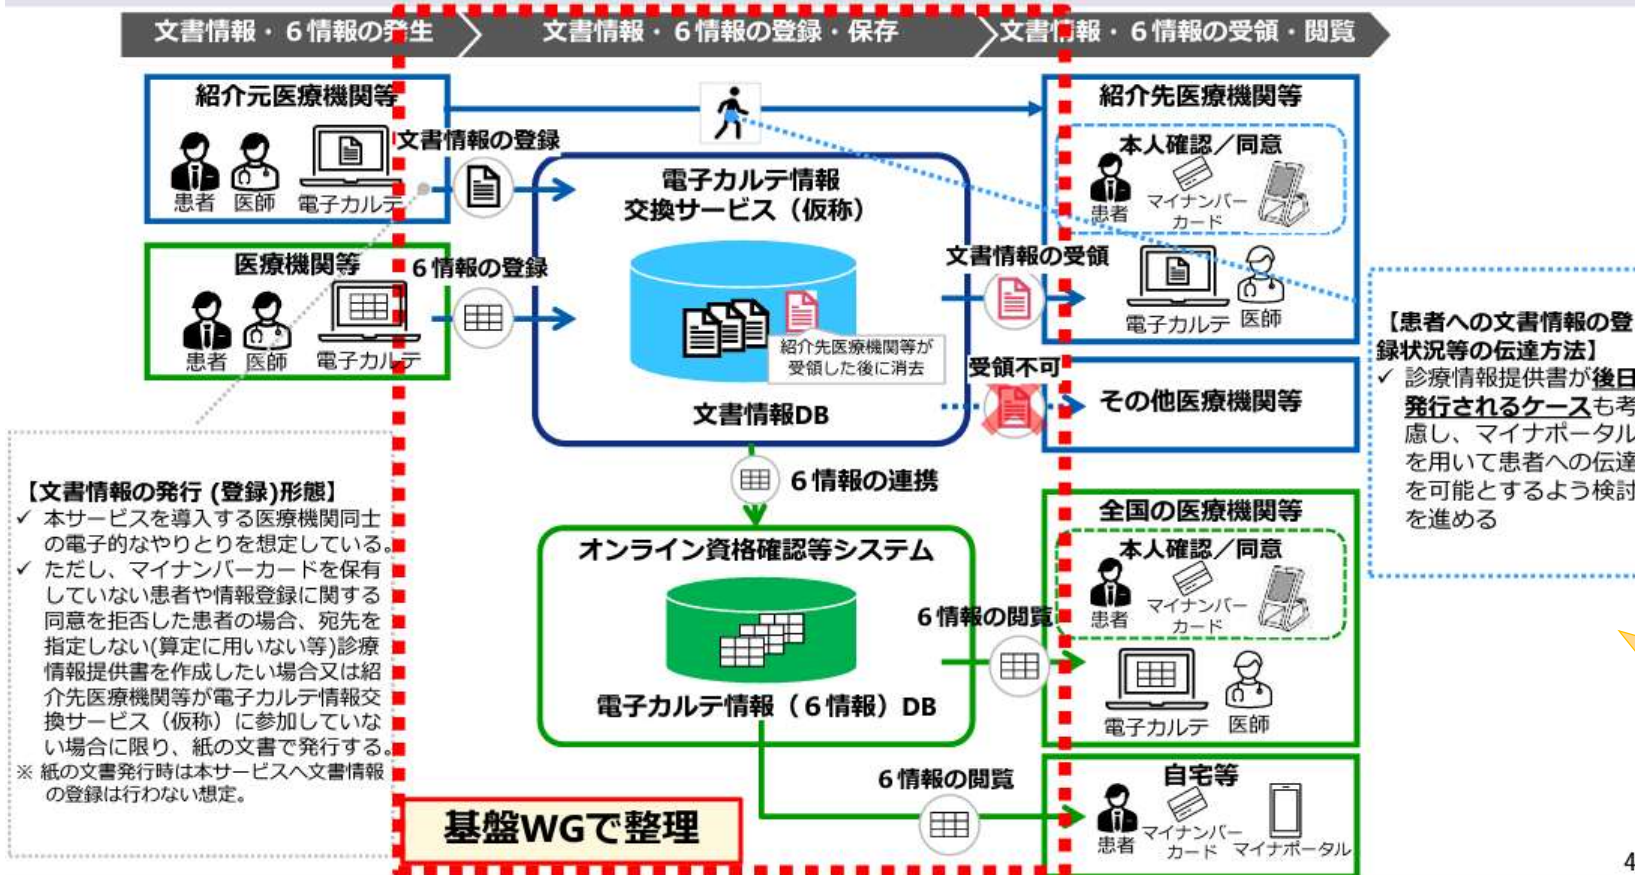 文書情報・6情報の発生
文書情報・6情報の登録・保存
文書情報・6情報の受領・閲覧
紹介元医療機関等
患者
医師
電子カルテ
文書情報の登録
医療機関等
患者
医師
電子カルテ
6情報の登録
電子カルテ情報
交換サービス（仮称）
紹介先医療機関等が
受領した後に消去
文書情報DB
文書情報の受領
受領不可
紹介先医療機関等
本人確認／同意
患者
マイナンバー
カード
電子カルテ
医師
その他医療機関等
6情報の連携
オンライン資格確認等システム
電子カルテ情報（6情報）DB
6情報の閲覧
6情報の閲覧
全国の医療機関等
本人確認／同意
患者
マイナンバー
カード
電子カルテ
医師
自宅等
患者
マイナンバー
カード
マイナポータル
【文書情報の発行 (登録)形態】
✓ 本サービスを導入する医療機関同士
の電子的なやりとりを想定している。
✓ ただし、マイナンバーカードを保有
していない患者や情報登録に関する
同意を拒否した患者の場合、宛先を
指定しない(算定に用いない等)診療
情報提供書を作成したい場合又は紹
介先医療機関等が電子カルテ情報交
換サービス（仮称）に参加していな
い場合に限り、紙の文書で発行する。
※ 紙の文書発行時は本サービスへ文書情報
の登録は行わない想定。
【患者への文書情報の登
録状況等の伝達方法】
✓ 診療情報提供書が後日
発行されるケースも考
慮し、マイナポータル
を用いて患者への伝達
を可能とするよう検討
を進める
基盤WGで整理
4